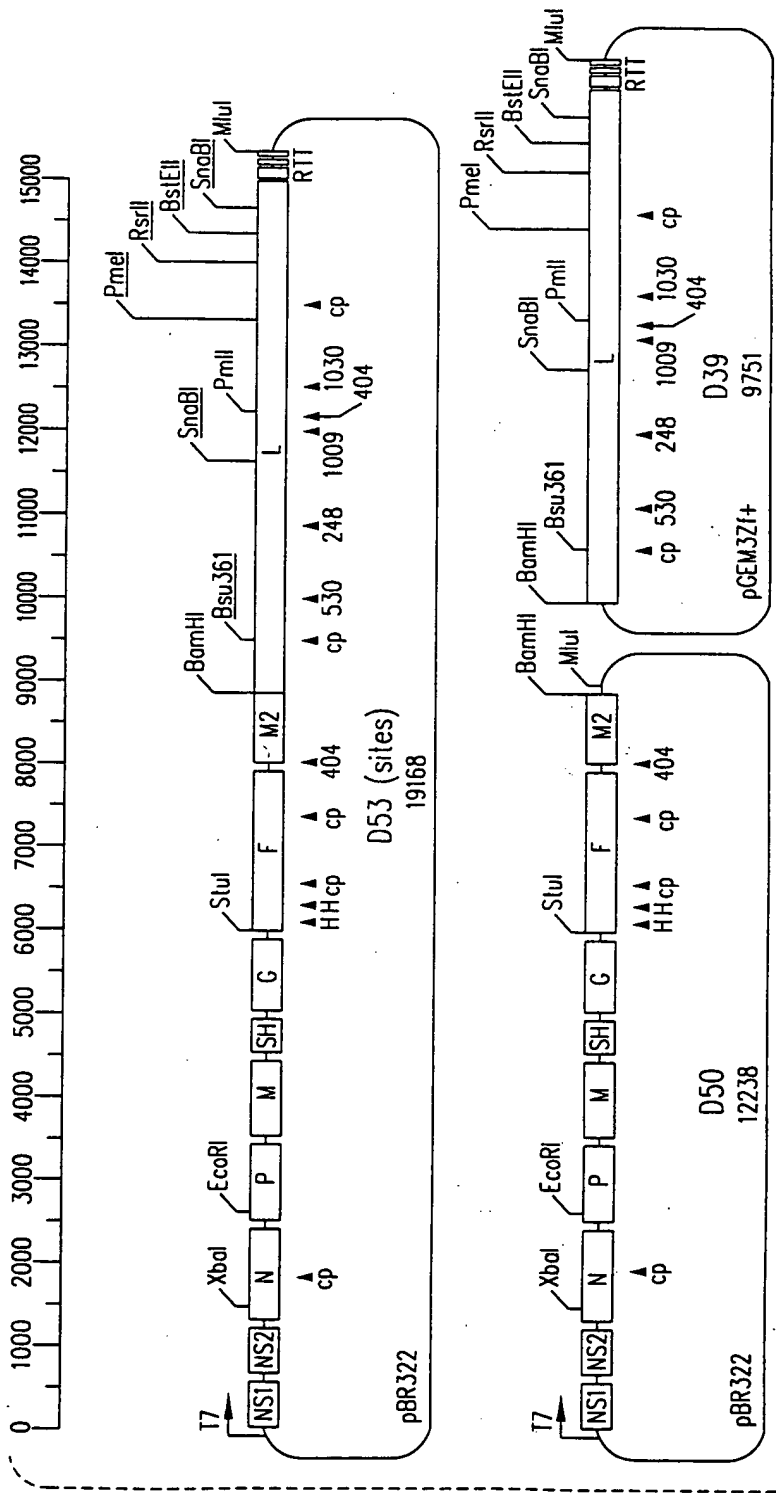 0 1000 2000 3000 4000 5000 6000 7000 8000 9000 10000 11000 12000 13000 14000 15000
PmeI
RsrII
BstEII
SnaBI
MluI
SnaBI
PmlI
BamHI
Bsu361
StuI
EcoRI
XbaI
T7
NS1 NS2 N P M SH G F M2 L RTT
cp H H cp cp 404 cp 530 248 1009 404 1030 cp
D53 (sites)
19168
pBR322
PmeI
RsrII
BstEII
SnaBI
MluI
SnaBI
PmlI
BamHI
Bsu361
L RTT
cp 530 248 1009 404 1030 cp
D39
9751
pGEM3Zf+
BamHI
MluI
StuI
EcoRI
XbaI
T7
NS1 NS2 N P M SH G F M2
cp H H cp cp 404
D50
12238
pBR322